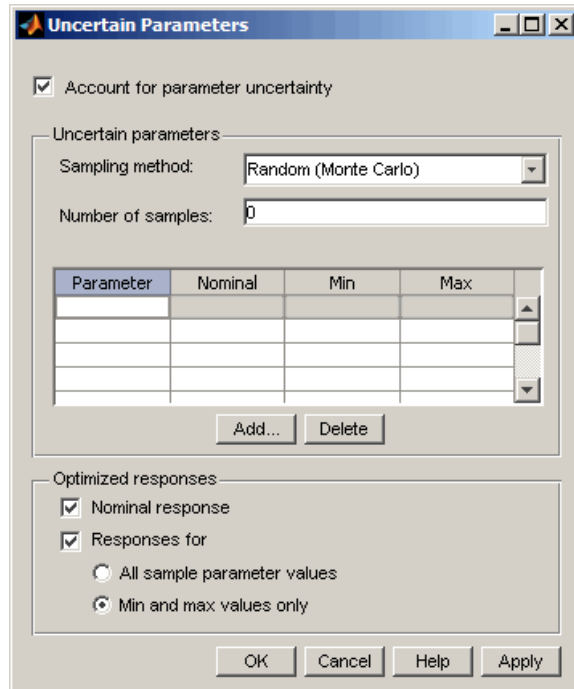 Uncertain Parameters
Account for parameter uncertainty
Uncertain parameters
Sampling method: Random (Monte Carlo)
Number of samples: 0
Parameter Nominal Min Max
Add... Delete
Optimized responses
Nominal response
Responses for
All sample parameter values
Min and max values only
OK Cancel Help Apply